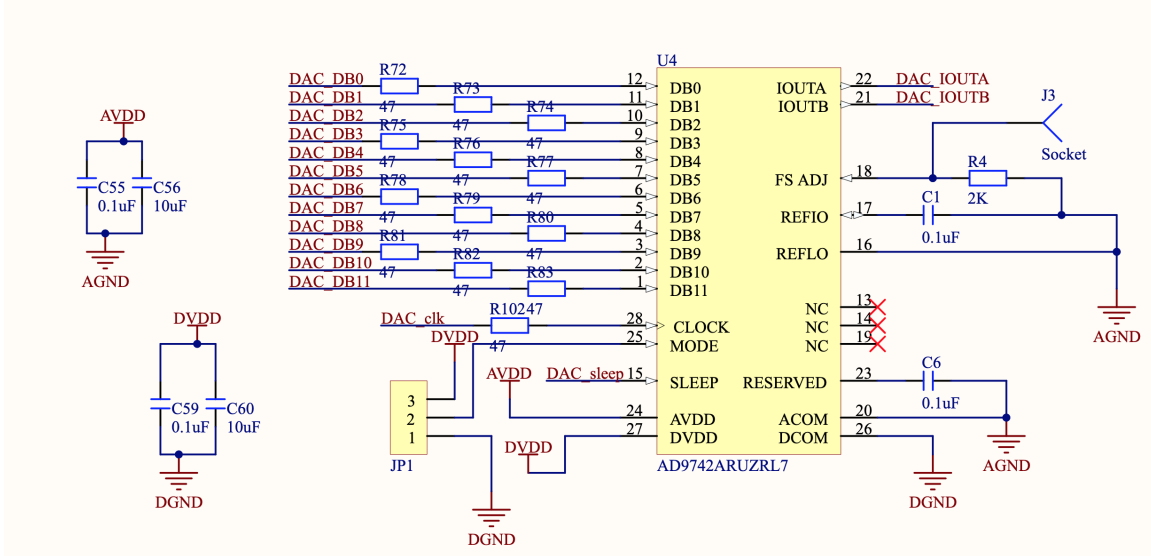 U4
DAC_DB0 R72 12 DB0 IOUTA 22 DAC_IOUTA
DAC_DB1 47 R73 11 DB1 IOUTB 21 DAC_IOUTB
DAC_DB2 47 R74 10 DB2
DAC_DB3 R75 47 9 DB3
DAC_DB4 47 R76 8 DB4
DAC_DB5 47 R77 7 DB5 FS ADJ 18 R4 2K
DAC_DB6 R78 47 6 DB6
DAC_DB7 47 R79 5 DB7 REFIO 17 C1 0.1uF
DAC_DB8 47 R80 4 DB8
DAC_DB9 R81 47 3 DB9 REFLO 16
DAC_DB10 47 R82 2 DB10
DAC_DB11 47 R83 1 DB11
J3
Socket
AGND
NC 13
NC 14
NC 19
DAC_clk R10247 28 CLOCK
47 25 MODE
DAC_sleep 15 SLEEP RESERVED 23 C6 0.1uF
AVDD 24 AVDD ACOM 20
DVDD 27 DVDD DCOM 26
AGND
DGND
AD9742ARUZRL7
DVDD
3
2
1
JP1
DGND
AVDD
C55 C56
0.1uF 10uF
AGND
DVDD
C59 C60
0.1uF 10uF
DGND